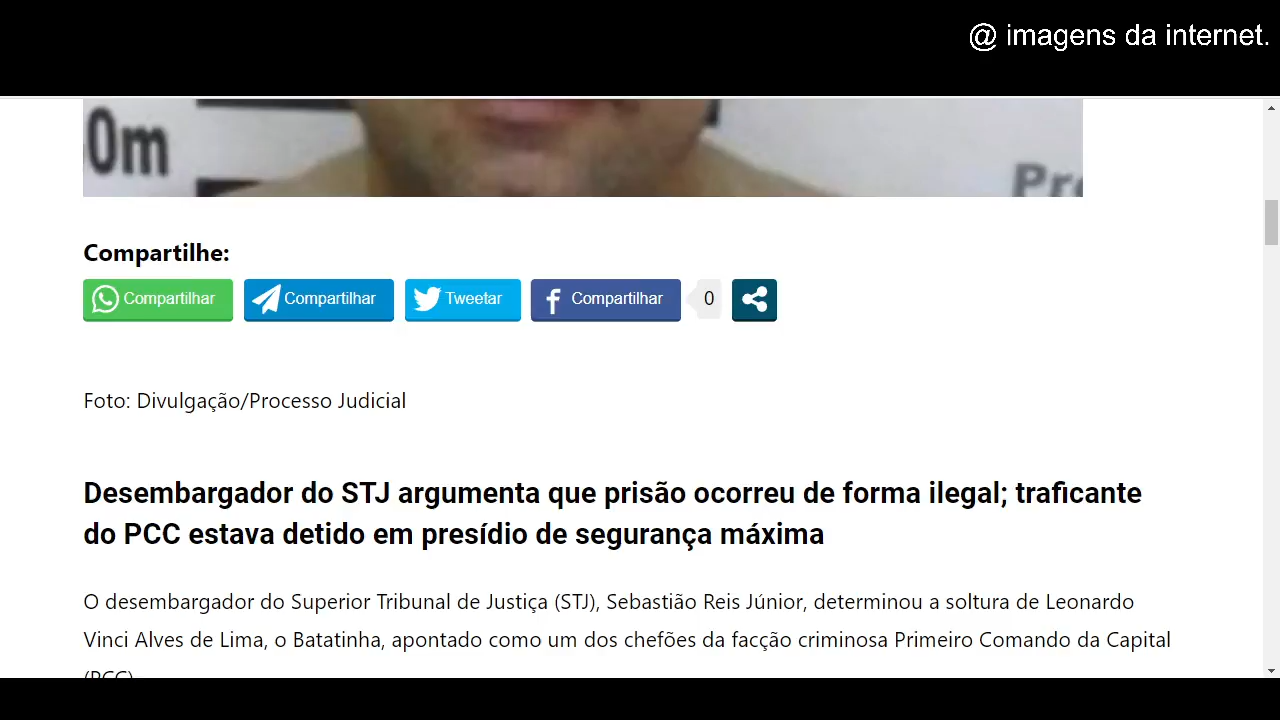 @ imagens da internet.
0m
Pr
Compartilhe:
Compartilhar Compartilhar Tweetar Compartilhar 0
Foto: Divulgação/Processo Judicial
Desembargador do STJ argumenta que prisão ocorreu de forma ilegal; traficante
do PCC estava detido em presídio de segurança máxima
O desembargador do Superior Tribunal de Justiça (STJ), Sebastião Reis Júnior, determinou a soltura de Leonardo
Vinci Alves de Lima, o Batatinha, apontado como um dos chefões da facção criminosa Primeiro Comando da Capital
(PCC)